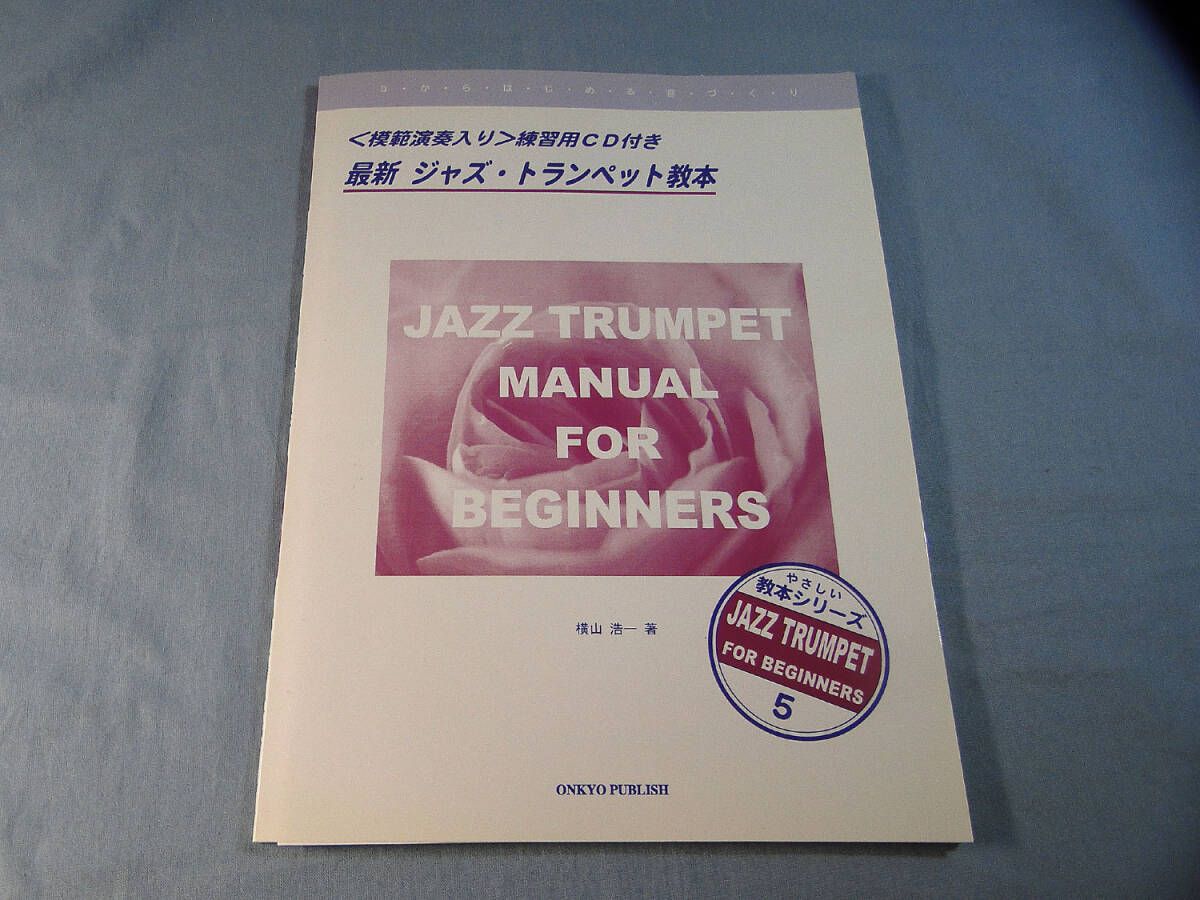 0・か・ら・は・じ・め・る・音・づ・く・り
＜模範演奏入り＞練習用CD付き
最新 ジャズ・トランペット教本
JAZZ TRUMPET
MANUAL
FOR
BEGINNERS
横山 浩一 著
やさしい
教本シリーズ
JAZZ TRUMPET
FOR BEGINNERS
5
ONKYO PUBLISH